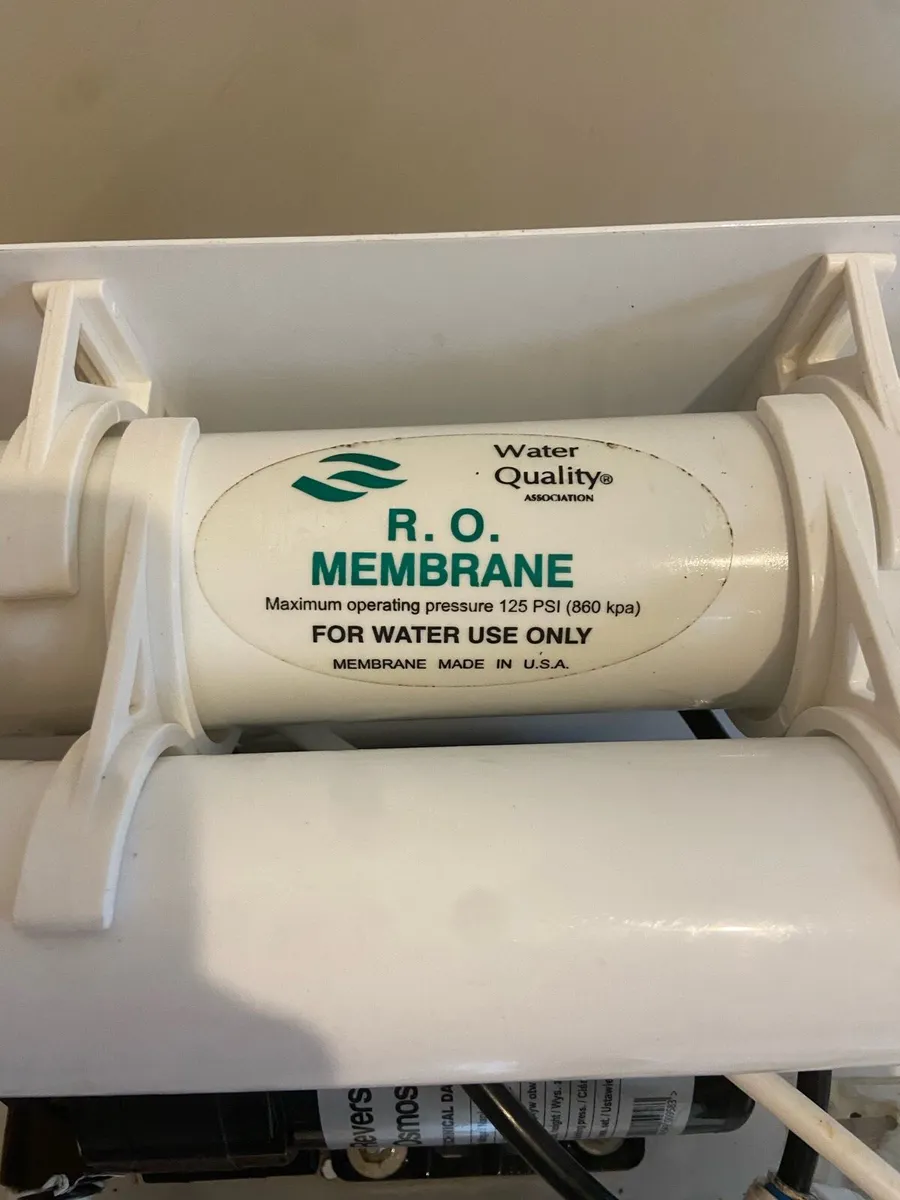 Water
Quality®
ASSOCIATION
R. O.
MEMBRANE
Maximum operating pressure 125 PSI (860 kpa)
FOR WATER USE ONLY
MEMBRANE MADE IN U.S.A.